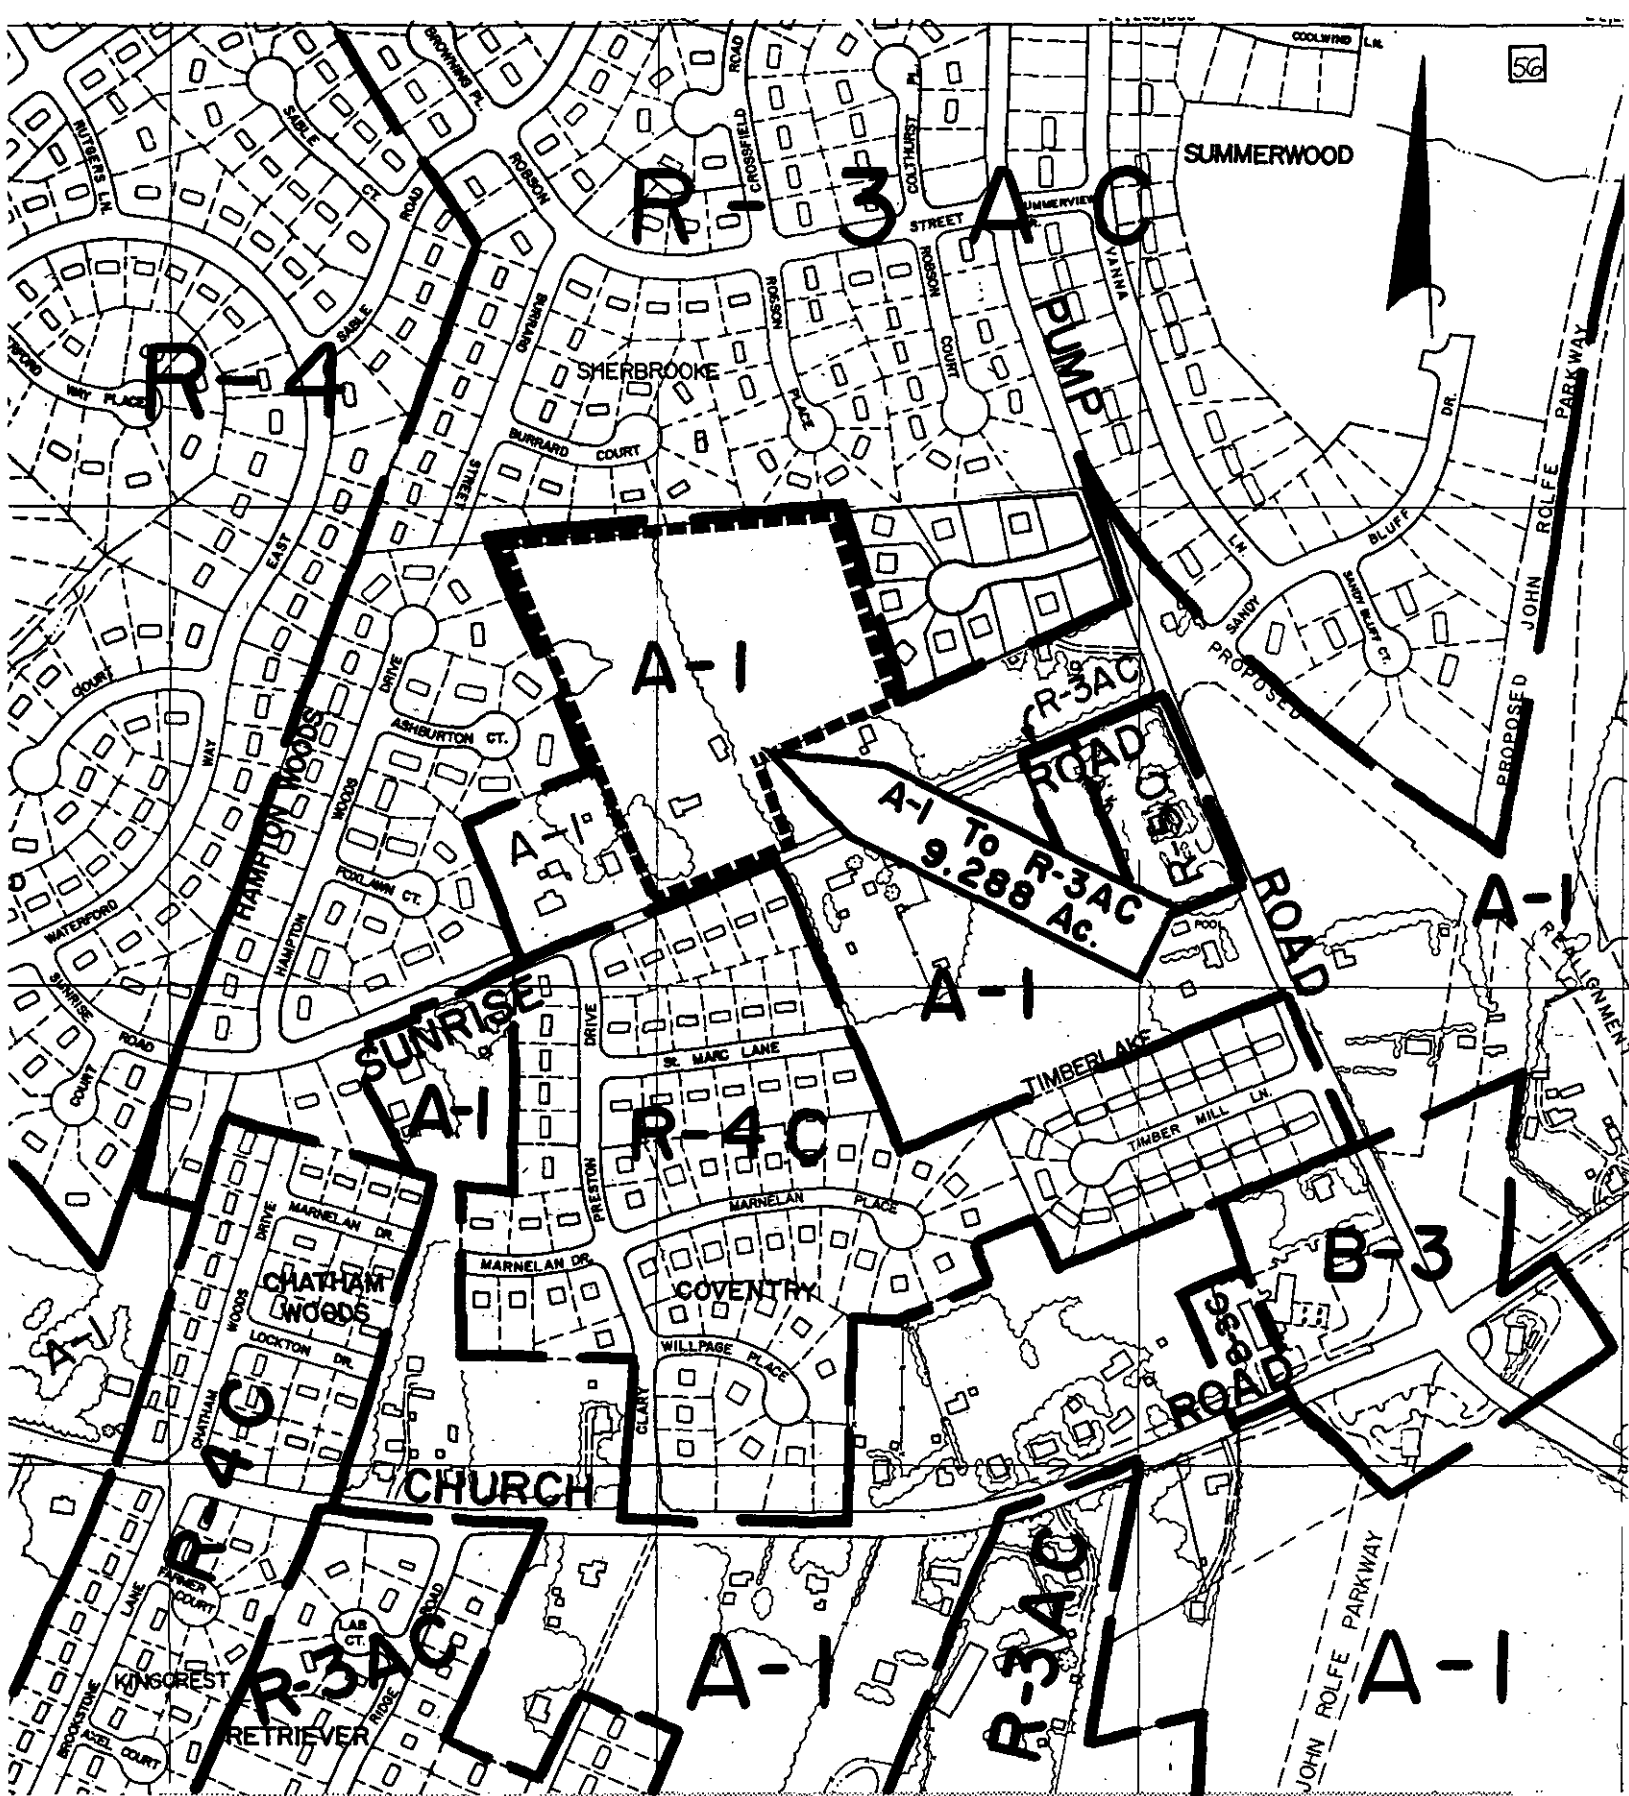 COOLWIND LN.
56
BROWNING PL.
ROAD
PL.
SABLE
CT.
RUTGERS LN.
ROBSON
CROSSFIELD
COLTHURST
SUMMERWOOD
ROAD
R-3AC
STREET
SUMMERVIEW
VANNA
SABLE
BURRARD
ROBSON
ROBSON
COURT
PUMP
R-4
WAY PLACE
SHERBROOKE
PLACE
DR.
PROPOSED JOHN ROLFE PARKWAY
BURRARD COURT
STREET
EAST
LN.
BLUFF
SANDY
SANDY BLUFF CT.
PROPOSED
PROPOSED
A-1
DRIVE
COURT
R-3AC
ASHBURTON CT.
WAY
HAMPTON WOODS
WOODS
ROAD
A-1
A-1 To R-3AC
9.288 Ac.
FOXLAWN CT.
HAMPTON
WATERFORD
ROAD
A-1
REALIGNMEN
POOL
SUNRISE
ROAD
COURT
SUNRISE
DRIVE
A-1
St. MARC LANE
TIMBERLAKE
A-1
R-4C
TIMBER MILL LN.
PRESTON
MARNELAN PLACE
DRIVE
MARNELAN DR.
MARNELAN DR.
B-3
CHATHAM
WOODS
WOODS
COVENTRY
B-3C
A-1
LOCKTON DR.
WILLPAGE PLACE
ROAD
CHATHAM
CLARY
R-4C
CHURCH
R-3AC
JOHN ROLFE PARKWAY
FARMER
COURT
LANE
LAB
CT.
ROAD
R-3AC
A-1
A-1
KINGCREST
RIDGE
RETRIEVER
BROOKSTONE
AXEL COURT